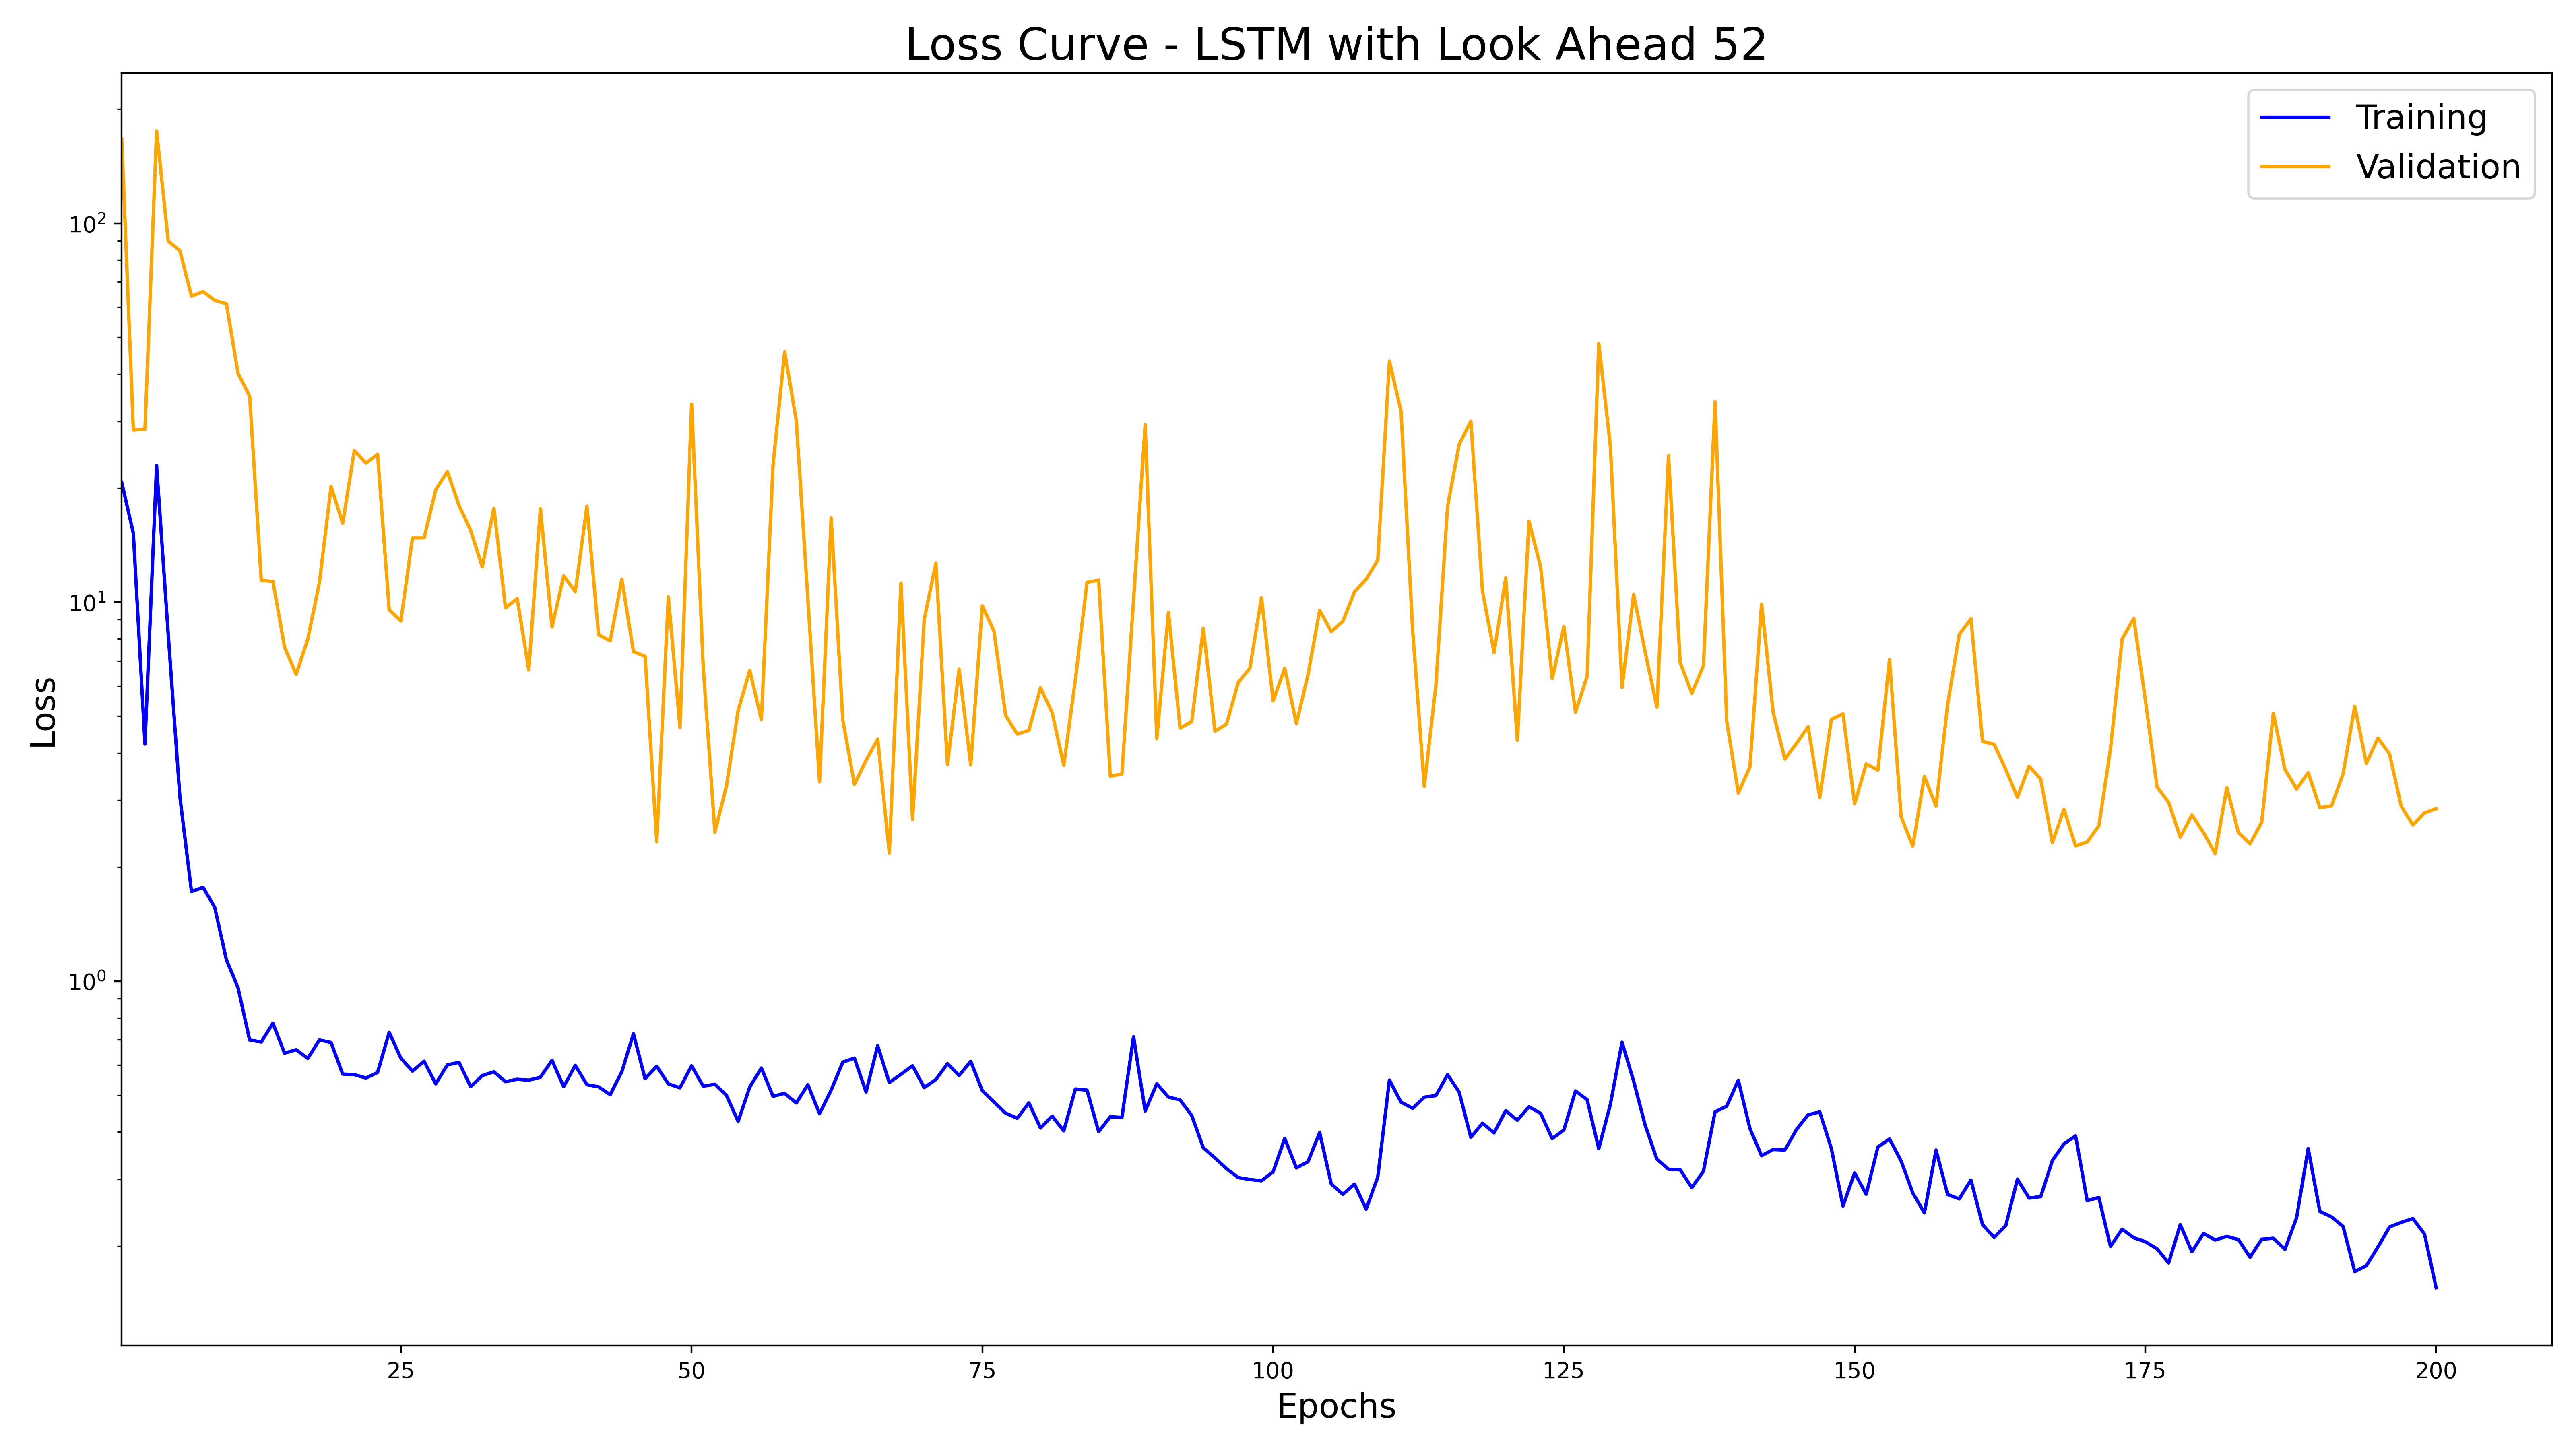 Loss Curve - LSTM with Look Ahead 52
Training
Validation
10²
10¹
10⁰
Loss
25 50 75 100 125 150 175 200
Epochs